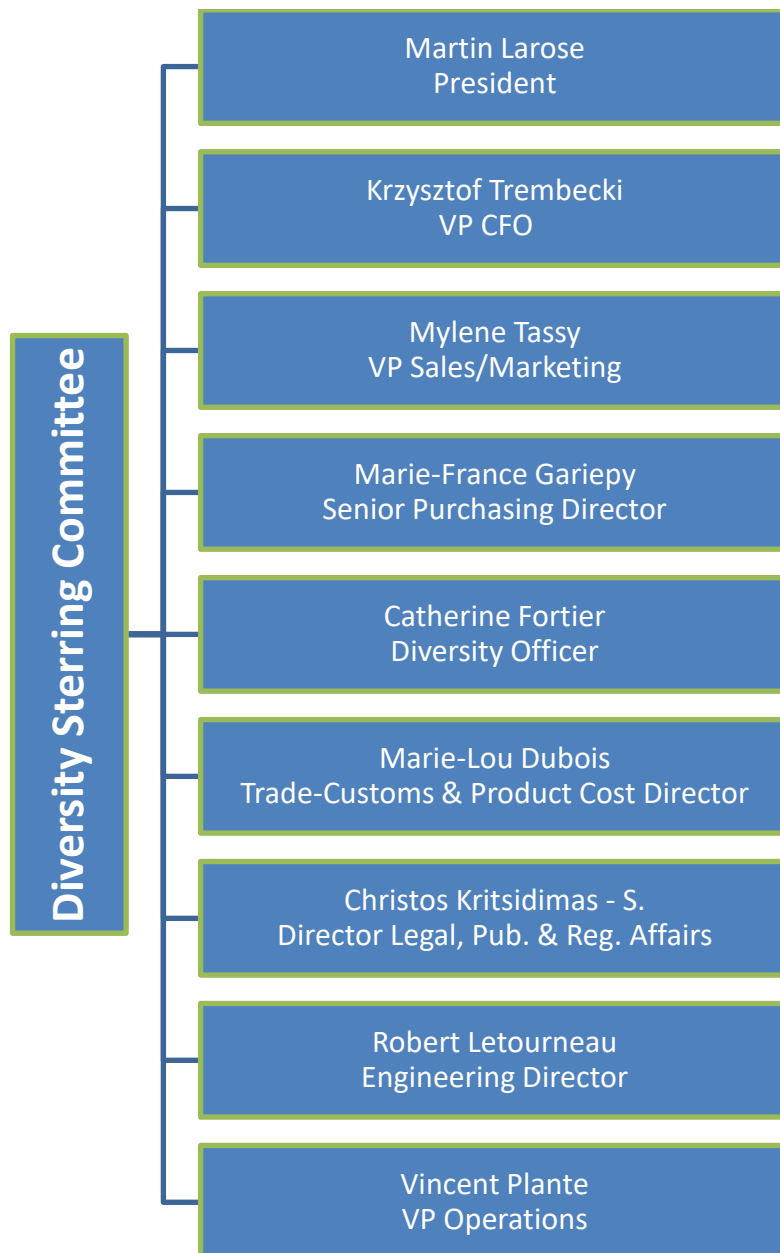 Diversity Sterring Committee
Martin Larose
President
Krzysztof Trembecki
VP CFO
Mylene Tassy
VP Sales/Marketing
Marie-France Gariepy
Senior Purchasing Director
Catherine Fortier
Diversity Officer
Marie-Lou Dubois
Trade-Customs & Product Cost Director
Christos Kritsidimas - S.
Director Legal, Pub. & Reg. Affairs
Robert Letourneau
Engineering Director
Vincent Plante
VP Operations